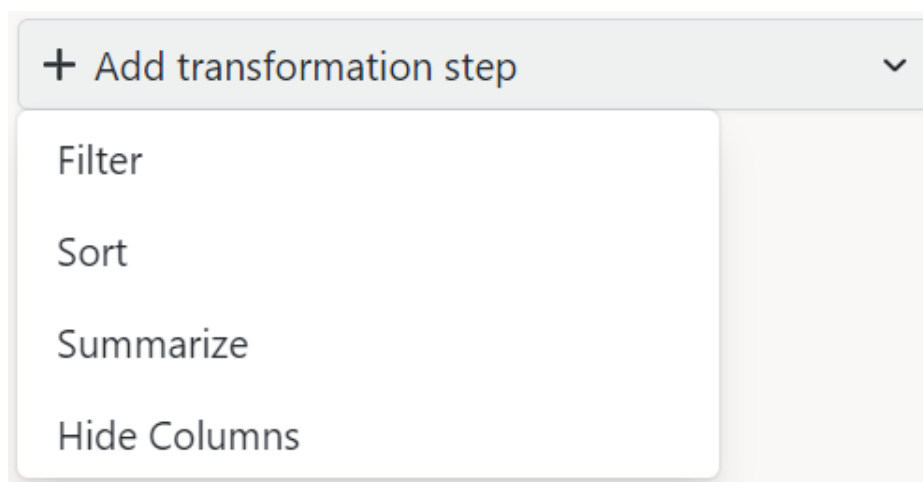 + Add transformation step
Filter
Sort
Summarize
Hide Columns